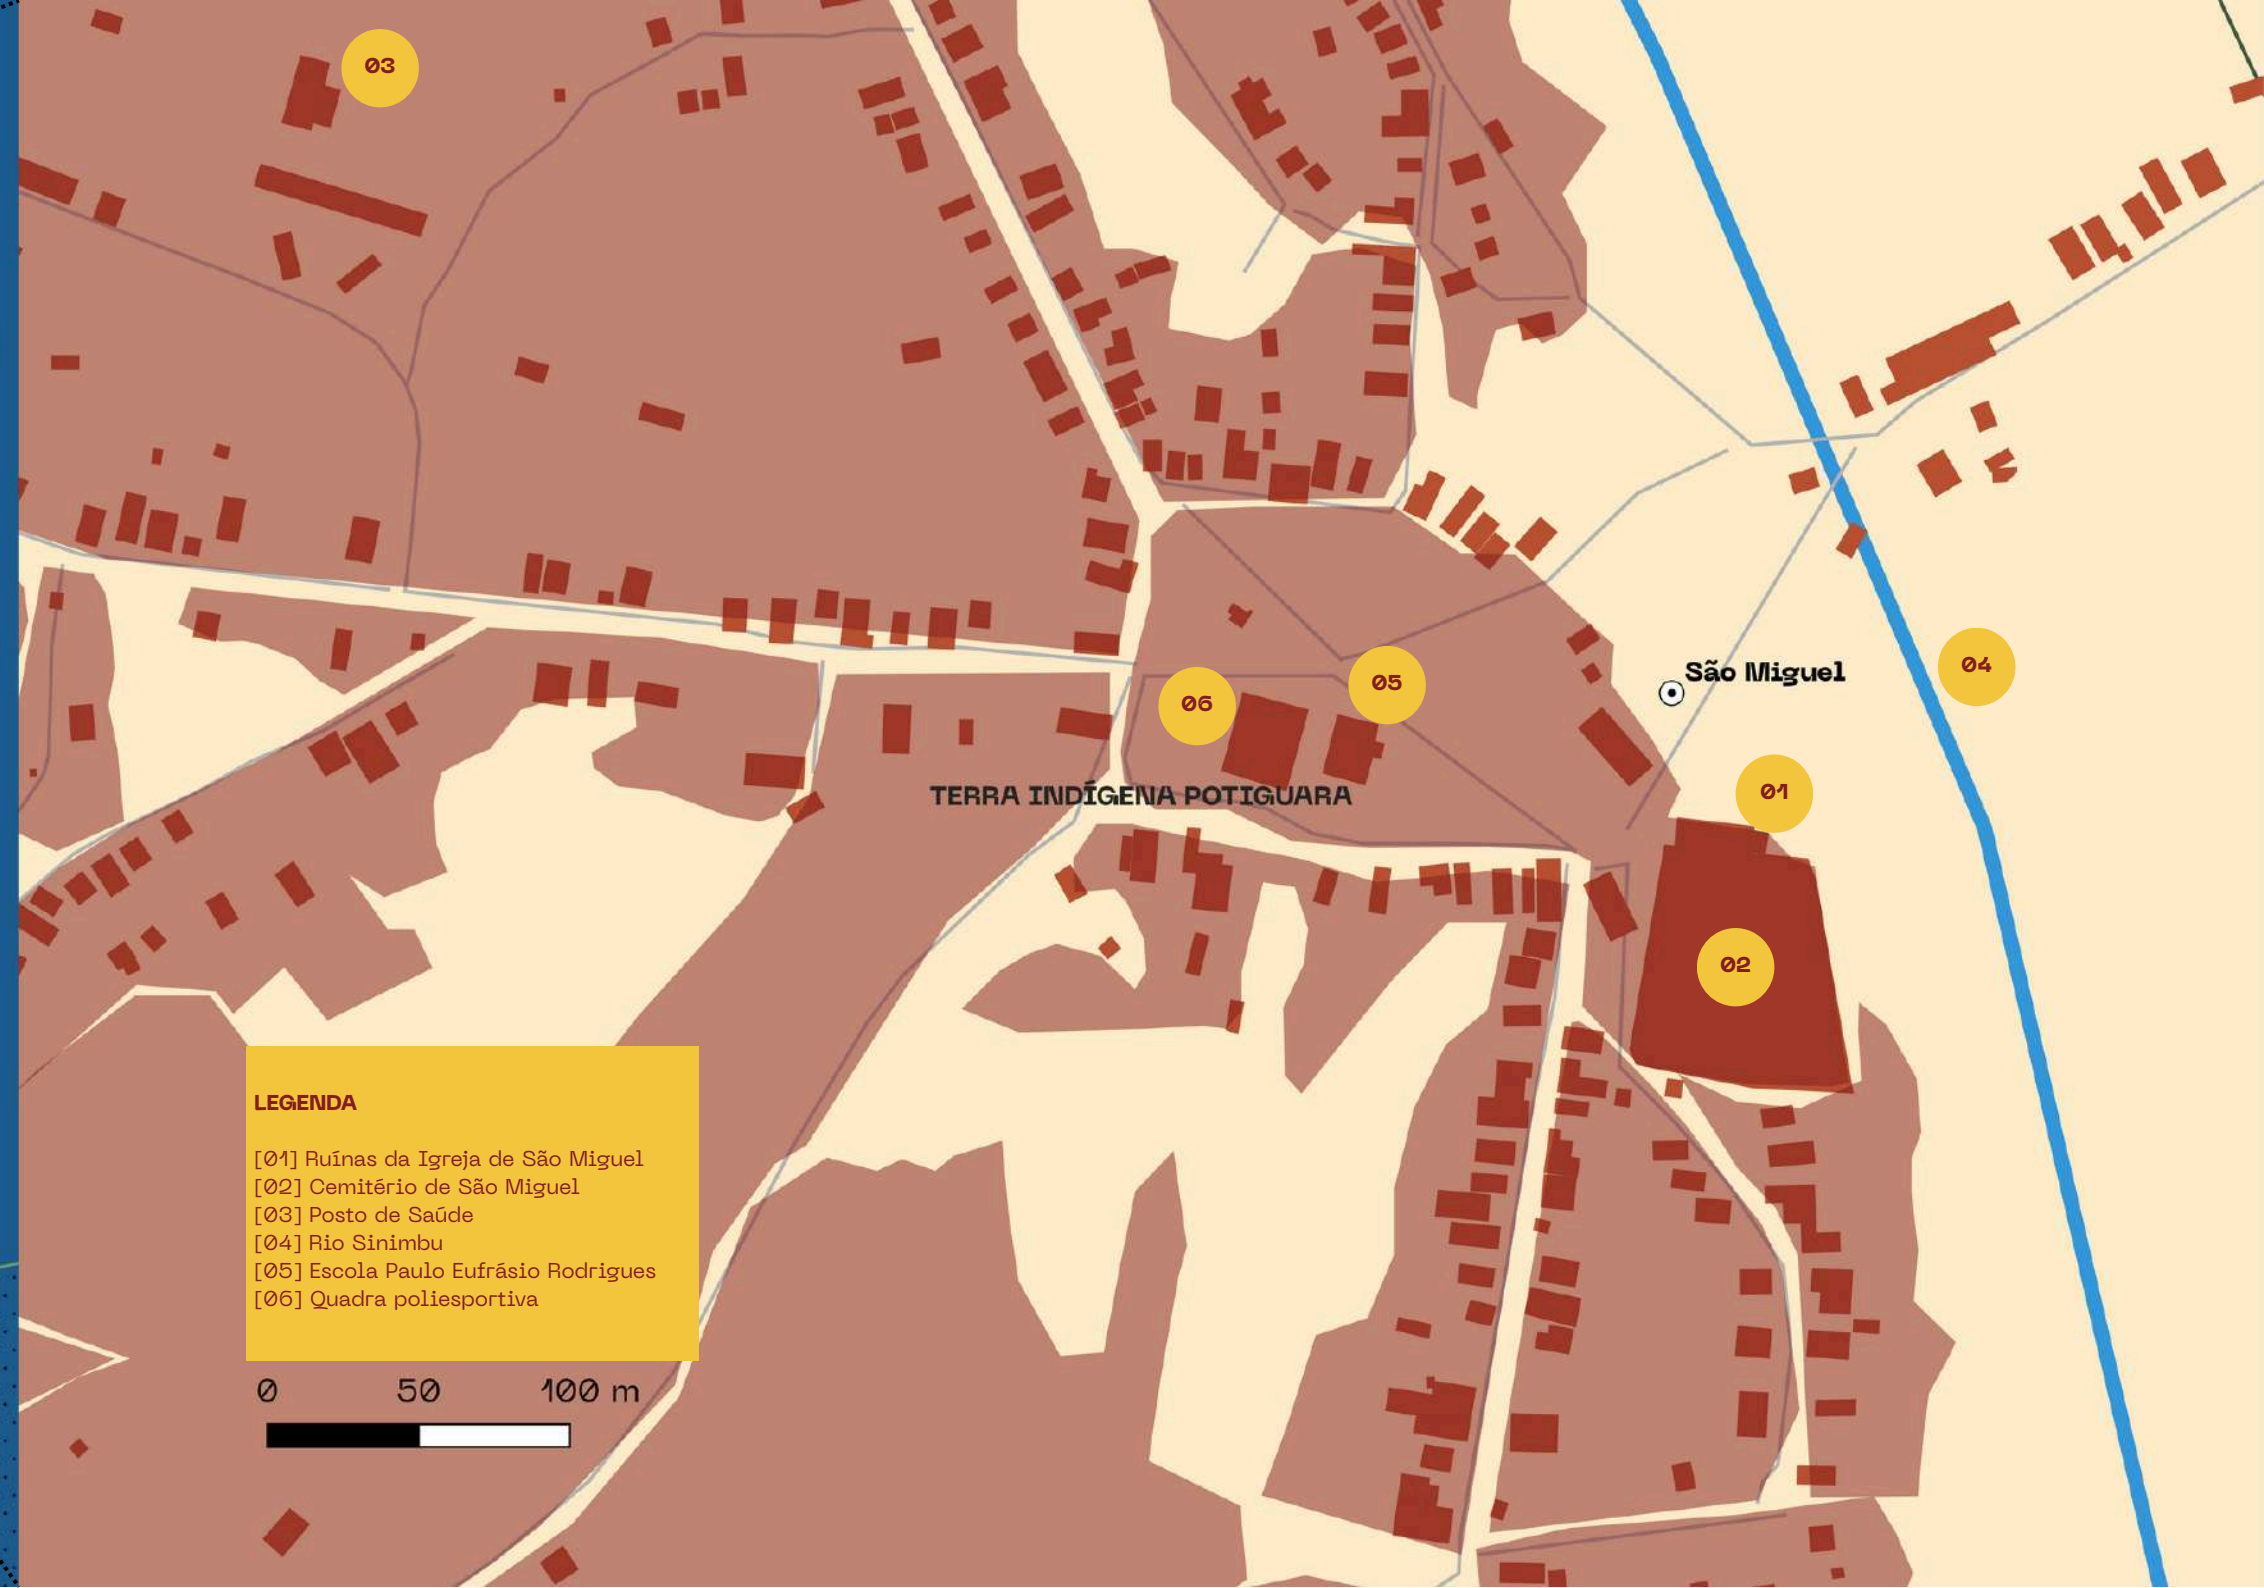 03
São Miguel
04
05
06
TERRA INDÍGENA POTIGUARA
01
02
LEGENDA
[01] Ruínas da Igreja de São Miguel
[02] Cemitério de São Miguel
[03] Posto de Saúde
[04] Rio Sinimbu
[05] Escola Paulo Eufrásio Rodrigues
[06] Quadra poliesportiva
0 50 100 m